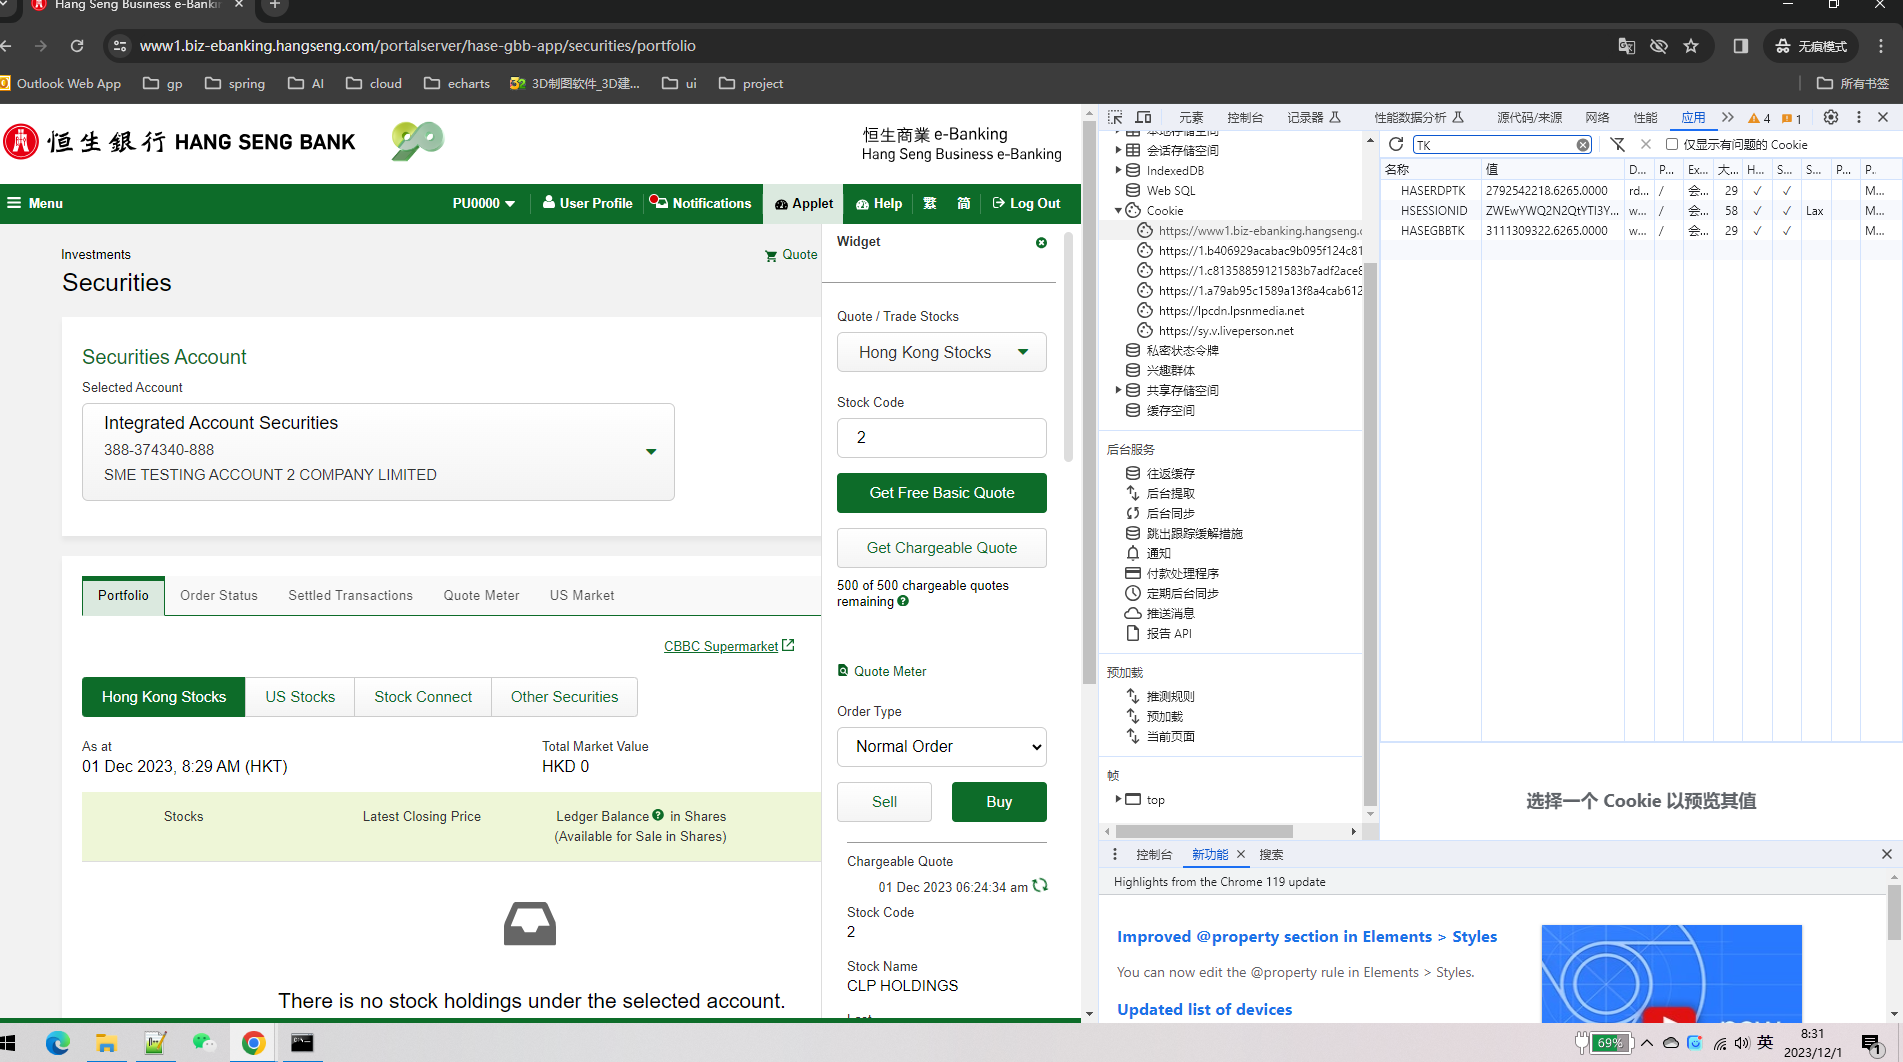 Hang Seng Business e-Bankin
www1.biz-ebanking.hangseng.com/portalserver/hase-gbb-app/securities/portfolio
无痕模式
Outlook Web App
gp
spring
AI
cloud
echarts
3D制图软件_3D建...
ui
project
所有书签
恒生銀行 HANG SENG BANK
90
恒生商業 e-Banking
Hang Seng Business e-Banking
Menu
PU0000
User Profile
Notifications
Applet
Help
繁
简
Log Out
Investments
Quote
Securities
Securities Account
Selected Account
Integrated Account Securities
388-374340-888
SME TESTING ACCOUNT 2 COMPANY LIMITED
Portfolio
Order Status
Settled Transactions
Quote Meter
US Market
CBBC Supermarket
Hong Kong Stocks
US Stocks
Stock Connect
Other Securities
As at
01 Dec 2023, 8:29 AM (HKT)
Total Market Value
HKD 0
Stocks
Latest Closing Price
Ledger Balance ? in Shares
(Available for Sale in Shares)
There is no stock holdings under the selected account.
Widget
Quote / Trade Stocks
Hong Kong Stocks
Stock Code
2
Get Free Basic Quote
Get Chargeable Quote
500 of 500 chargeable quotes
remaining ?
Quote Meter
Order Type
Normal Order
Sell
Buy
Chargeable Quote
01 Dec 2023 06:24:34 am
Stock Code
2
Stock Name
CLP HOLDINGS
元素
控制台
记录器
性能数据分析
源代码/来源
网络
性能
应用
4
1
本地存储空间
会话存储空间
IndexedDB
Web SQL
Cookie
https://www1.biz-ebanking.hangseng.c
https://1.b406929acabac9b095f124c81
https://1.c81358859121583b7adf2ace8
https://1.a79ab95c1589a13f8a4cab612
https://lpcdn.lpsnmedia.net
https://sy.v.liveperson.net
私密状态令牌
兴趣群体
共享存储空间
缓存空间
后台服务
往返缓存
后台提取
后台同步
跳出跟踪缓解措施
通知
付款处理程序
定期后台同步
推送消息
报告 API
预加载
推测规则
预加载
当前页面
帧
top
TK
仅显示有问题的 Cookie
名称 值 D... P... Ex... 大... H... S... S... P... P.
HASERDPTK 2792542218.6265.0000 rd... / 会... 29 ✓ ✓ M...
HSESSIONID ZWEwYWQ2N2QtYTI3Y... w... / 会... 58 ✓ ✓ Lax M...
HASEGBBTK 3111309322.6265.0000 w... / 会... 29 ✓ ✓ M...
选择一个 Cookie 以预览其值
控制台
新功能
搜索
Highlights from the Chrome 119 update
Improved @property section in Elements > Styles
You can now edit the @property rule in Elements > Styles.
Updated list of devices
69%
英
8:31
2023/12/1
1